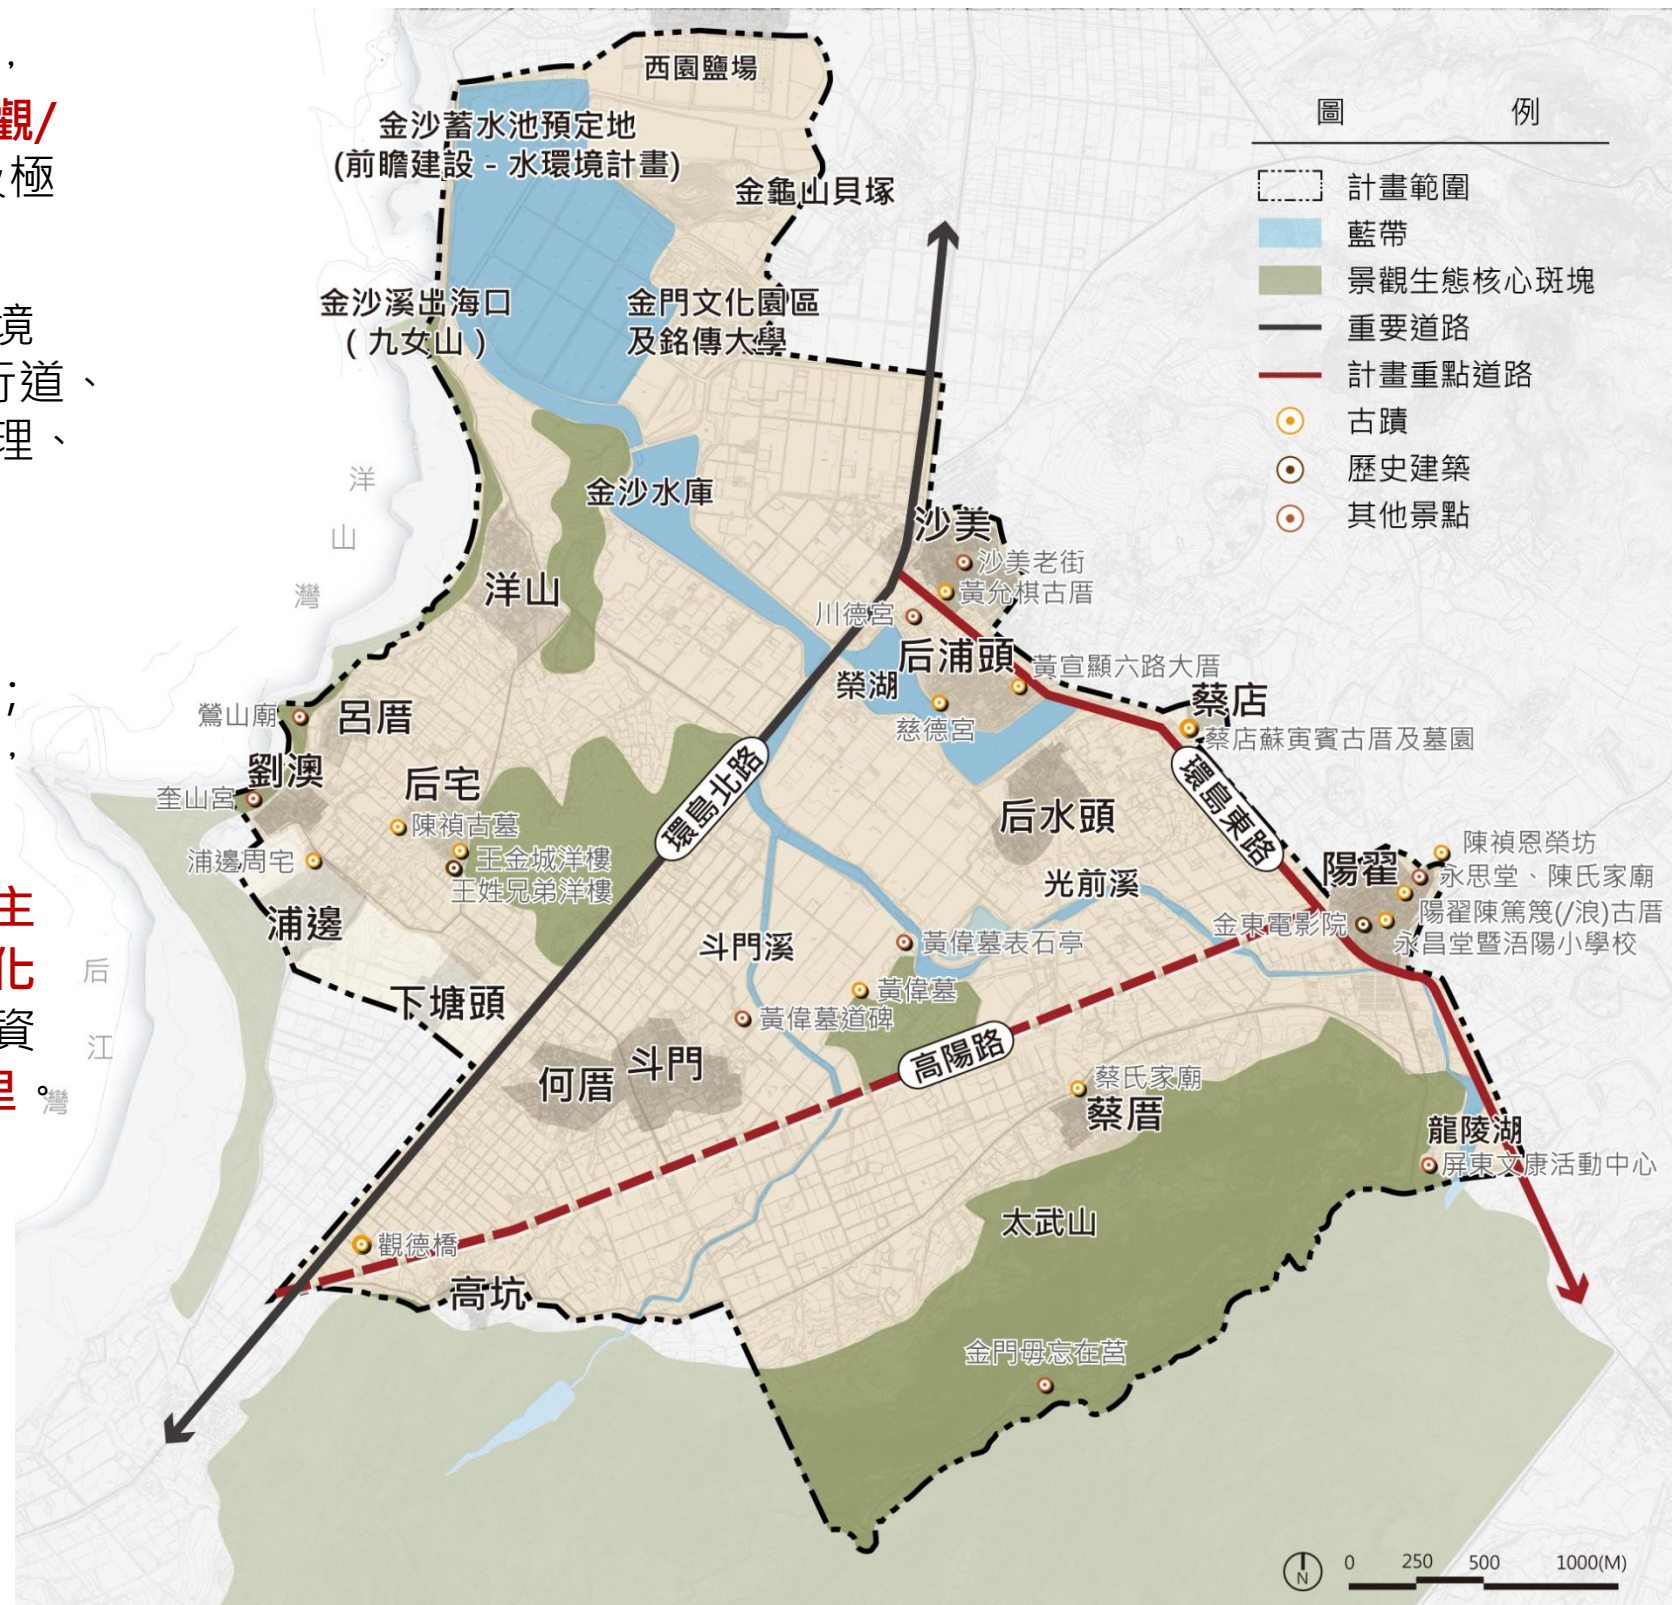 ，
觀/
極
境
行道、
理、
；
，
主
化
資
里。
西園鹽場
金沙蓄水池預定地
(前瞻建設 - 水環境計畫)
金龜山貝塚
金沙溪出海口
( 九女山 )
金門文化園區
及銘傳大學
圖 例
計畫範圍
藍帶
景觀生態核心斑塊
重要道路
計畫重點道路
古蹟
歷史建築
其他景點
洋
山
灣
金沙水庫
沙美
沙美老街
黃允棋古厝
洋山
川德宮
后浦頭
黃宣顯六路大厝
榮湖
慈德宮
蔡店
蔡店蘇寅賓古厝及墓園
鶯山廟
呂厝
劉澳
奎山宮
后宅
陳禎古墓
王金城洋樓
王姓兄弟洋樓
浦邊周宅
浦邊
環島北路
環島東路
后水頭
光前溪
陽翟
陳禎恩榮坊
永思堂、陳氏家廟
陽翟陳篤箴(/浪)古厝
永昌堂暨浯陽小學校
金東電影院
斗門溪
黃偉墓表石亭
黃偉墓
黃偉墓道碑
后
江
灣
下塘頭
何厝
斗門
高陽路
蔡氏家廟
蔡厝
龍陵湖
屏東文康活動中心
太武山
觀德橋
高坑
金門毋忘在莒
N
0 250 500 1000(M)